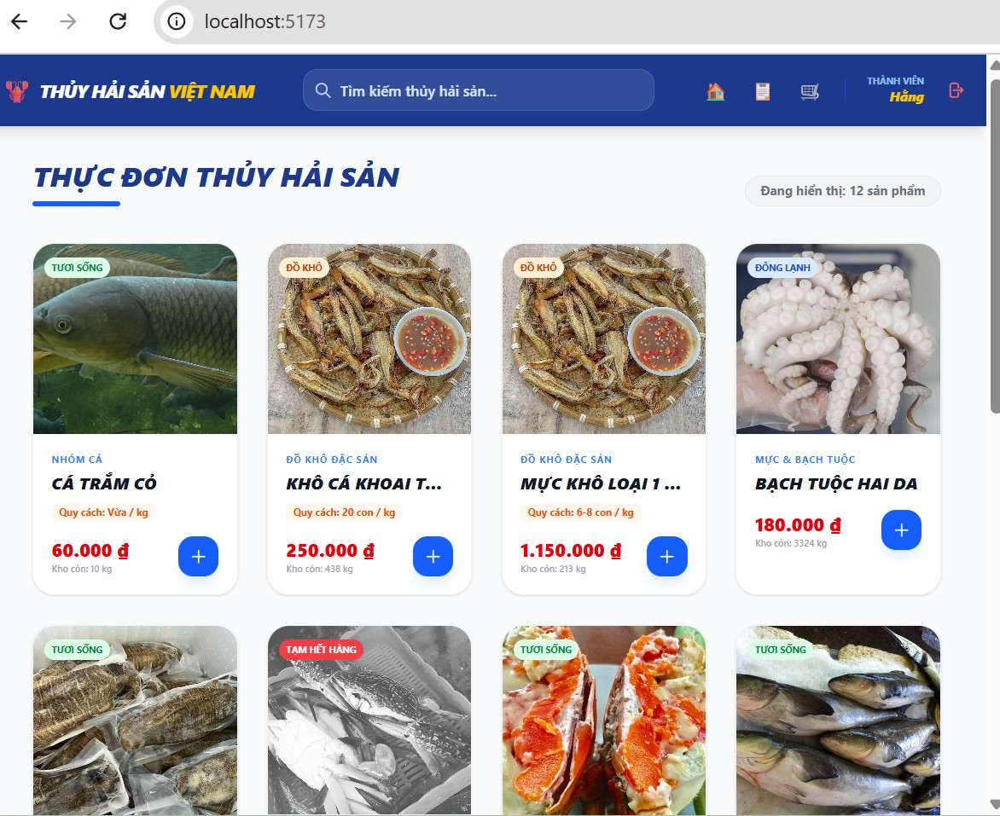 localhost:5173
THỦY HẢI SẢN VIỆT NAM
Tìm kiếm thủy hải sản...
THÀNH VIÊN
Hằng
THỰC ĐƠN THỦY HẢI SẢN
Đang hiển thị: 12 sản phẩm
TƯƠI SỐNG
ĐỒ KHÔ
ĐỒ KHÔ
ĐÔNG LẠNH
NHÓM CÁ
CÁ TRẮM CỎ
Quy cách: Vừa / kg
60.000 ₫
Kho còn: 10 kg
ĐỒ KHÔ ĐẶC SẢN
KHÔ CÁ KHOAI T...
Quy cách: 20 con / kg
250.000 ₫
Kho còn: 438 kg
ĐỒ KHÔ ĐẶC SẢN
MỰC KHÔ LOẠI 1 ...
Quy cách: 6-8 con / kg
1.150.000 ₫
Kho còn: 213 kg
MỰC & BẠCH TUỘC
BẠCH TUỘC HAI DA
180.000 ₫
Kho còn: 3324 kg
TƯƠI SỐNG
TẠM HẾT HÀNG
TƯƠI SỐNG
TƯƠI SỐNG